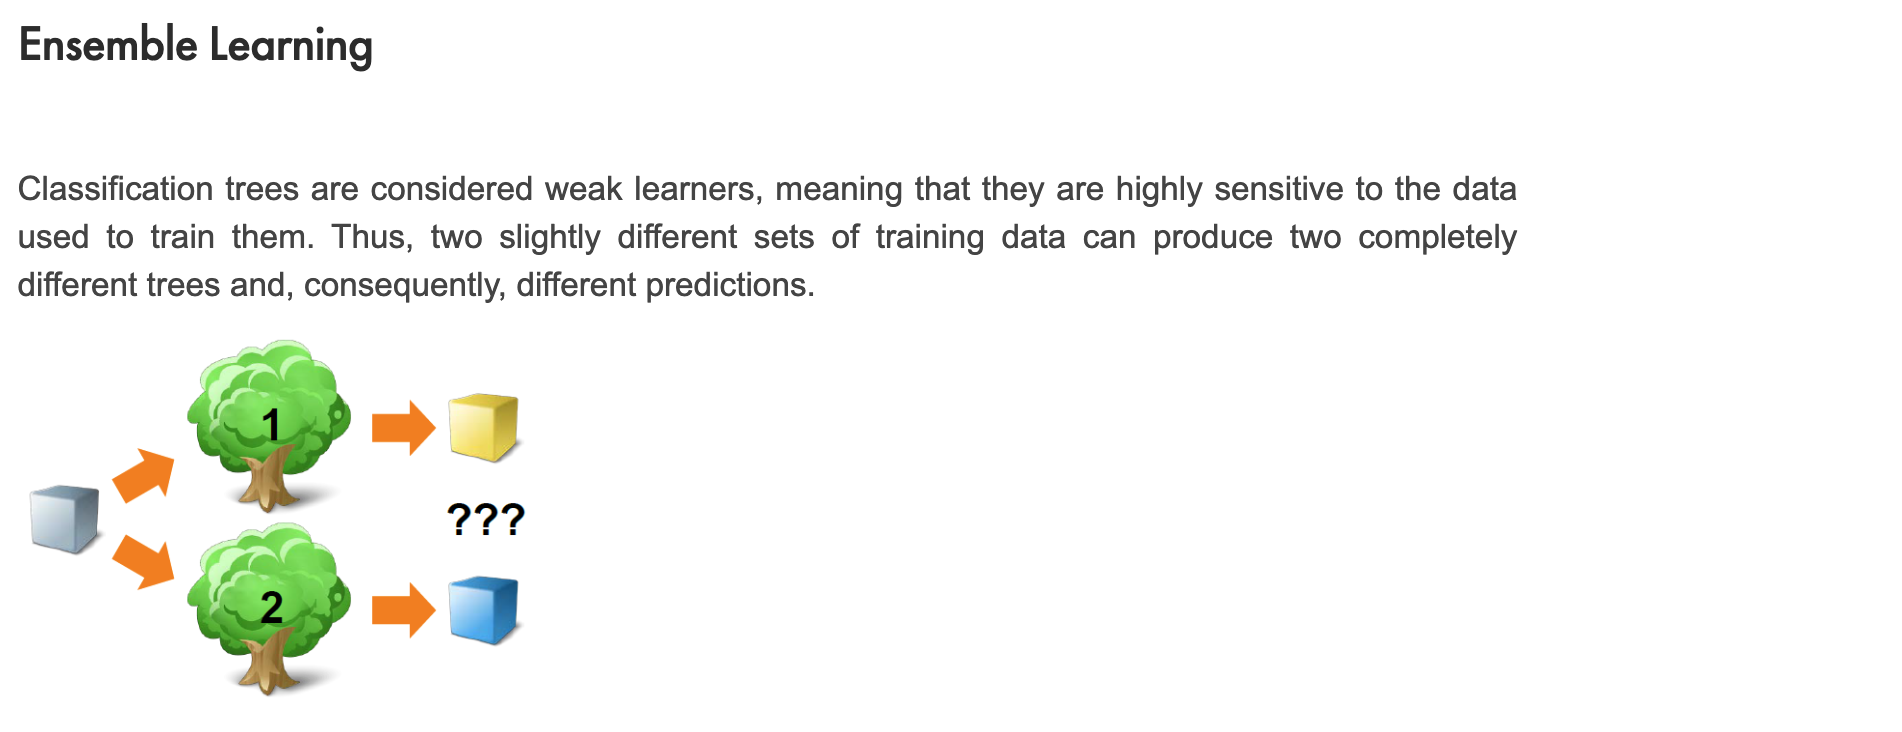 Ensemble Learning
Classification trees are considered weak learners, meaning that they are highly sensitive to the data
used to train them. Thus, two slightly different sets of training data can produce two completely
different trees and, consequently, different predictions.
1
???
2